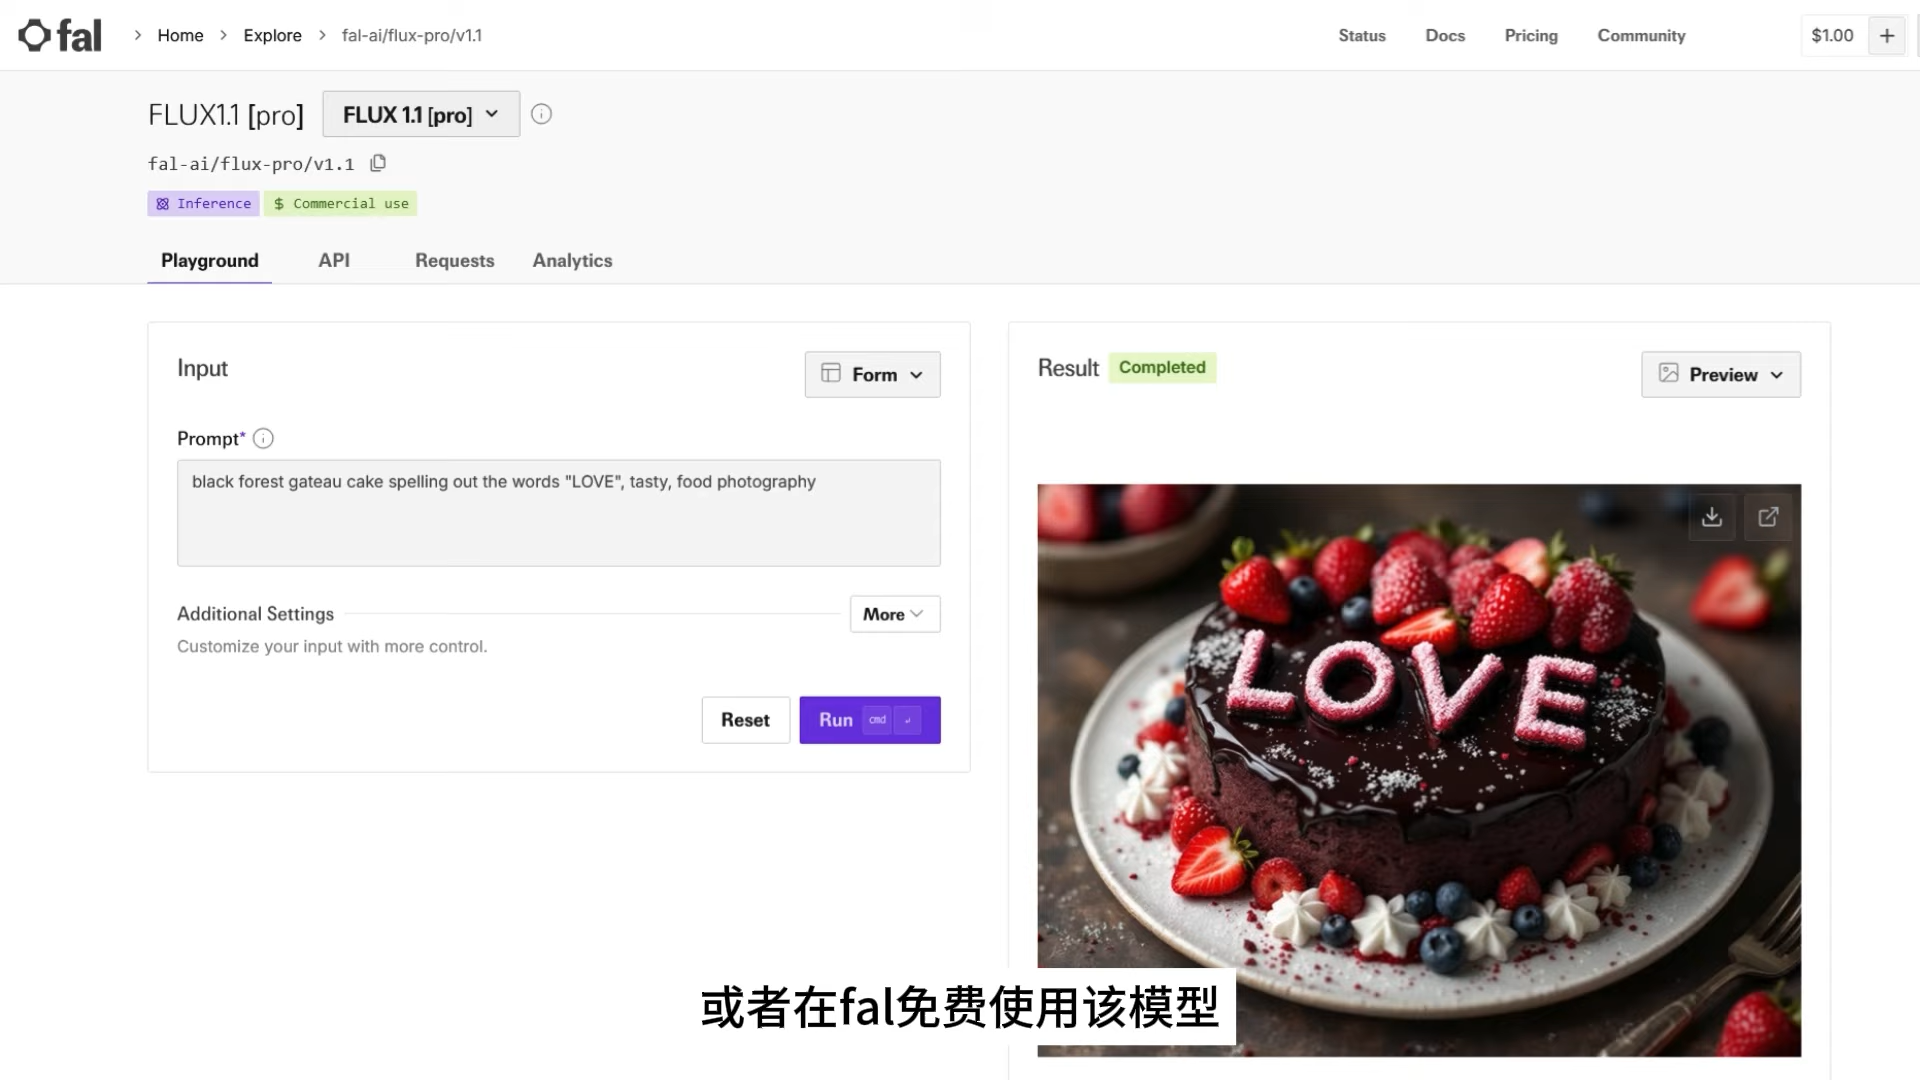 fal
Home
Explore
fal-ai/flux-pro/v1.1
Status
Docs
Pricing
Community
$1.00
FLUX1.1 [pro]
FLUX 1.1 [pro]
fal-ai/flux-pro/v1.1
Inference
$ Commercial use
Playground
API
Requests
Analytics
Input
Form
Prompt*
black forest gateau cake spelling out the words "LOVE", tasty, food photography
Additional Settings
More
Customize your input with more control.
Reset
Run
cmd
Result
Completed
Preview
LOVE
或者在fal免费使用该模型